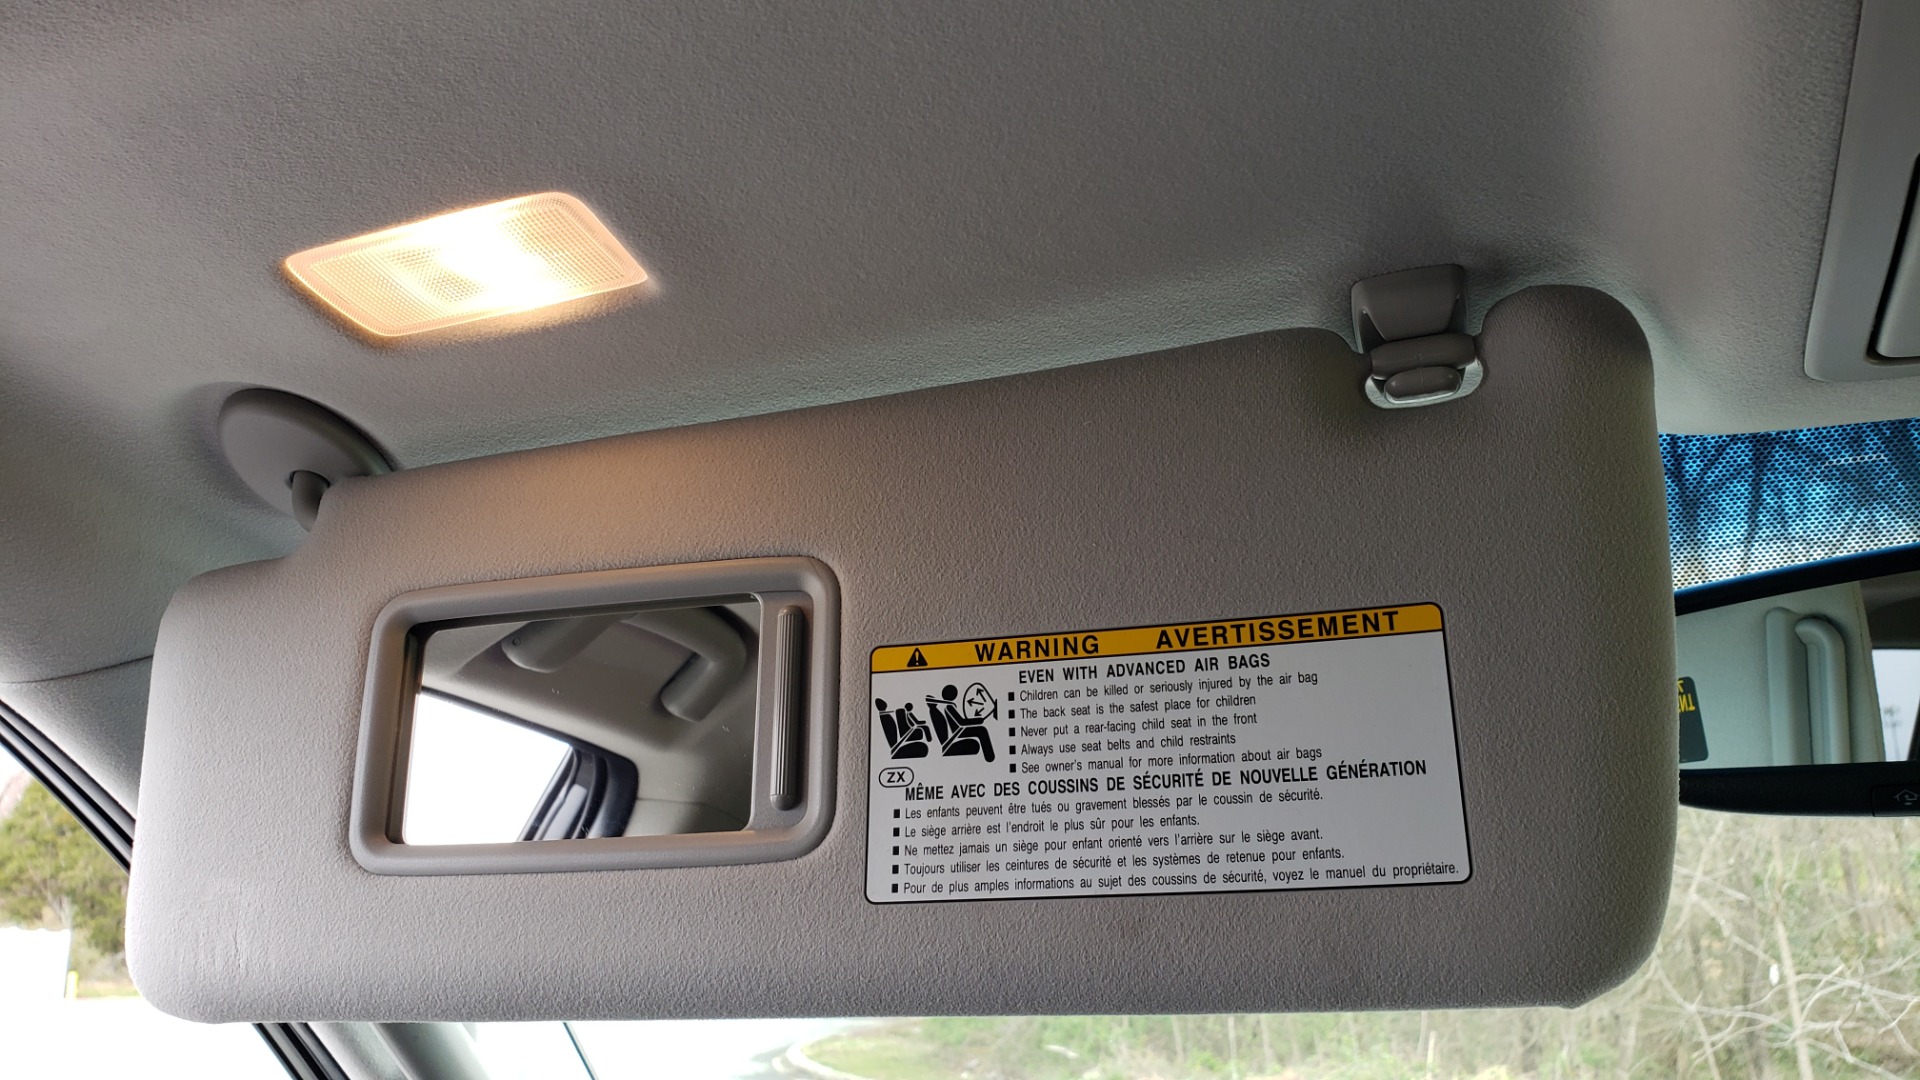 WARNING AVERTISSEMENT
EVEN WITH ADVANCED AIR BAGS
Children can be killed or seriously injured by the air bag
The back seat is the safest place for children
Never put a rear-facing child seat in the front
Always use seat belts and child restraints
See owner's manual for more information about air bags
ZX
MÊME AVEC DES COUSSINS DE SÉCURITÉ DE NOUVELLE GÉNÉRATION
Les enfants peuvent être tués ou gravement blessés par le coussin de sécurité.
Le siège arrière est l'endroit le plus sûr pour les enfants.
Ne mettez jamais un siège pour enfant orienté vers l'arrière sur le siège avant.
Toujours utiliser les ceintures de sécurité et les systèmes de retenue pour enfants.
Pour de plus amples informations au sujet des coussins de sécurité, voyez le manuel du propriétaire.